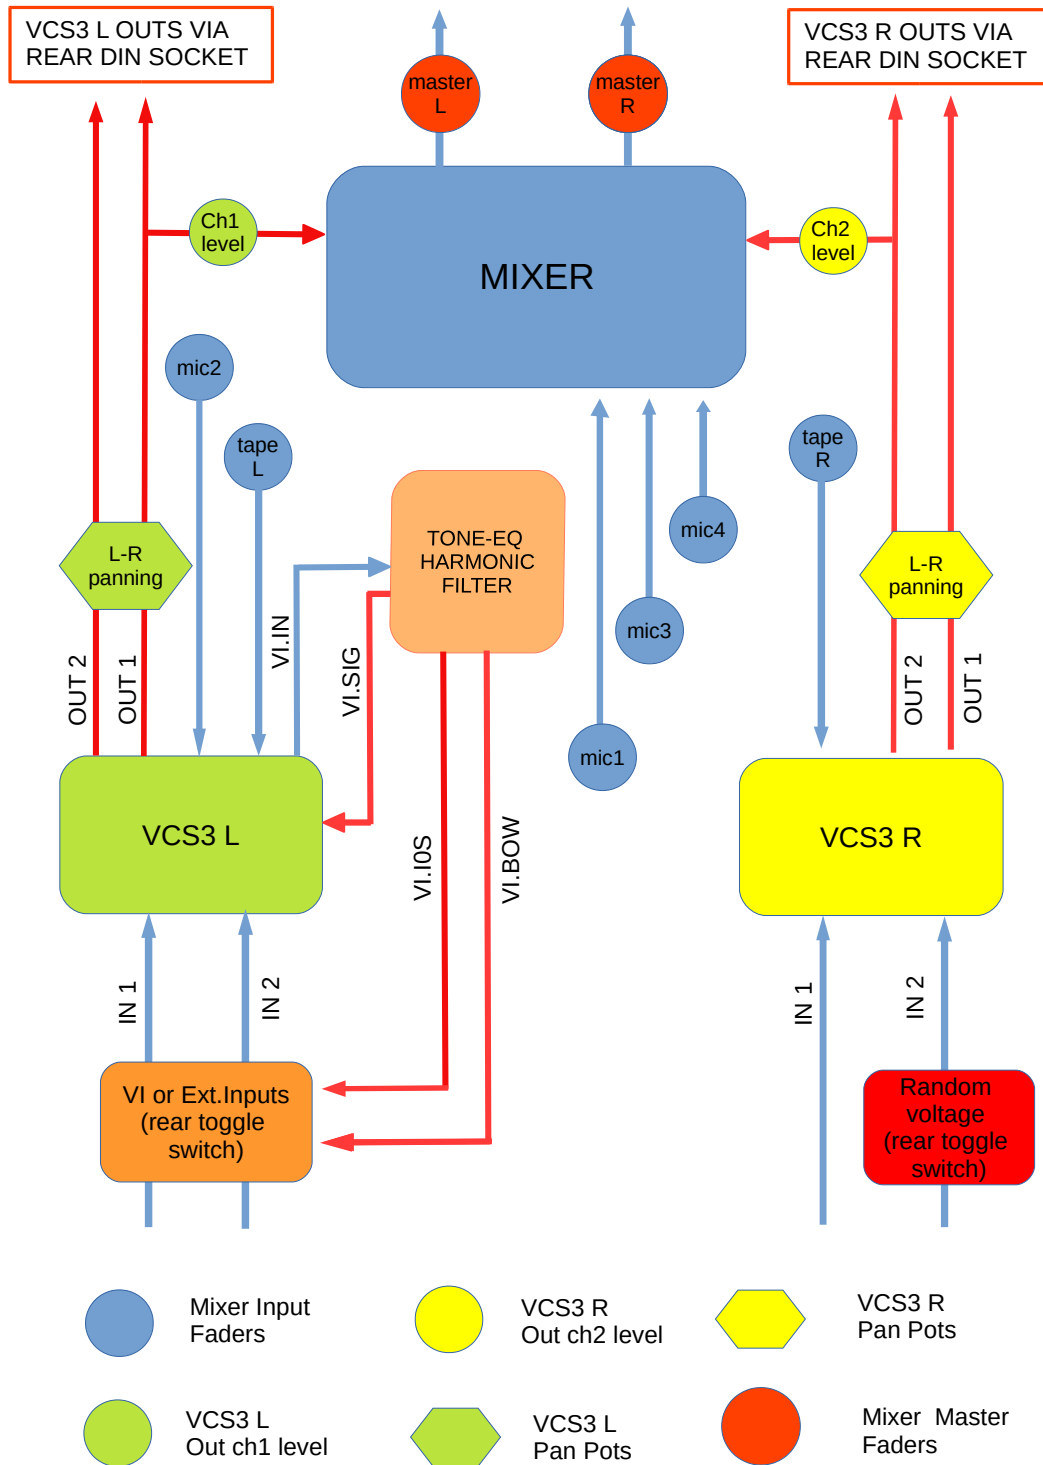 VCS3 L OUTS VIA
REAR DIN SOCKET
master
L
master
R
VCS3 R OUTS VIA
REAR DIN SOCKET
Ch1
level
MIXER
Ch2
level
mic2
tape
L
tape
R
TONE-EQ
HARMONIC
FILTER
mic4
L-R
panning
L-R
panning
mic3
VI.IN
VI.SIG
OUT 2
OUT 1
OUT 2
OUT 1
mic1
VCS3 L
VCS3 R
VI.I0S
VI.BOW
IN 1
IN 2
IN 1
IN 2
VI or Ext.Inputs
(rear toggle
switch)
Random
voltage
(rear toggle
switch)
Mixer Input
Faders
VCS3 R
Out ch2 level
VCS3 R
Pan Pots
VCS3 L
Out ch1 level
VCS3 L
Pan Pots
Mixer Master
Faders